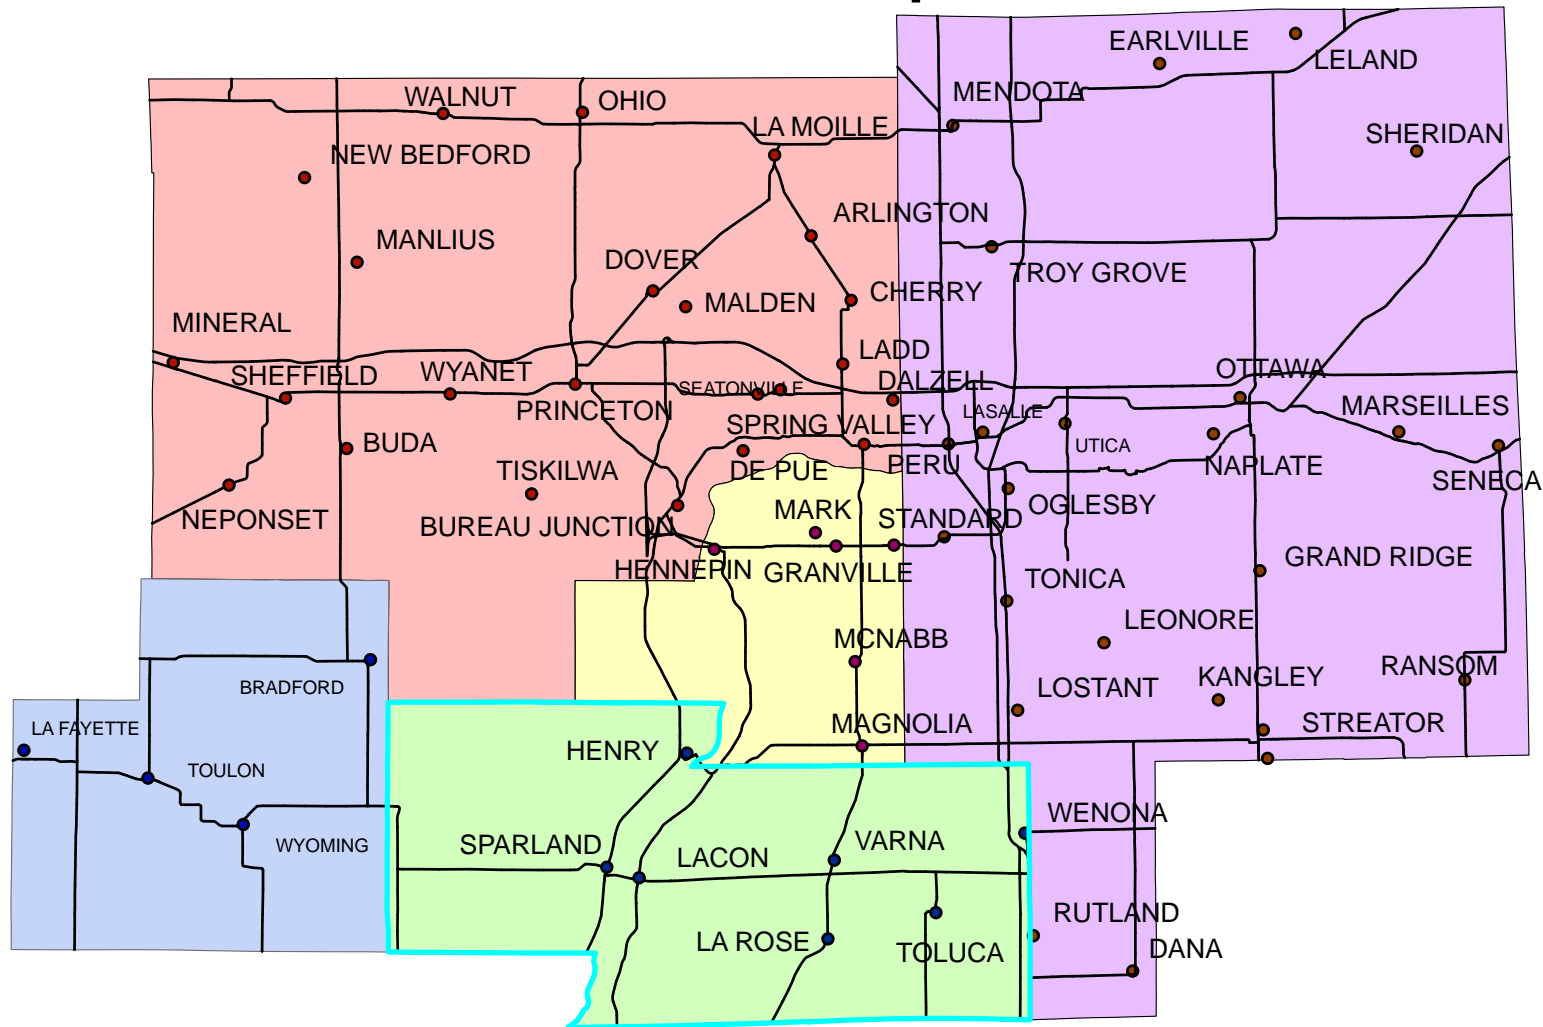 EARLVILLE
LELAND
WALNUT
OHIO
MENDOTA
LA MOILLE
SHERIDAN
NEW BEDFORD
ARLINGTON
MANLIUS
DOVER
TROY GROVE
CHERRY
MALDEN
MINERAL
LADD
SHEFFIELD
WYANET
SEATONVILLE
DALZELL
OTTAWA
PRINCETON
LASALLE
MARSEILLES
SPRING VALLEY
BUDA
UTICA
PERU
NAPLATE
TISKILWA
DE PUE
SENECA
NEPONSET
BUREAU JUNCTION
MARK
STANDARD
OGLESBY
HENNEPIN
GRANVILLE
GRAND RIDGE
TONICA
LEONORE
MCNABB
RANSOM
BRADFORD
LOSTANT
KANGLEY
LA FAYETTE
MAGNOLIA
STREATOR
HENRY
TOULON
WENONA
WYOMING
SPARLAND
LACON
VARNA
RUTLAND
LA ROSE
TOLUCA
DANA